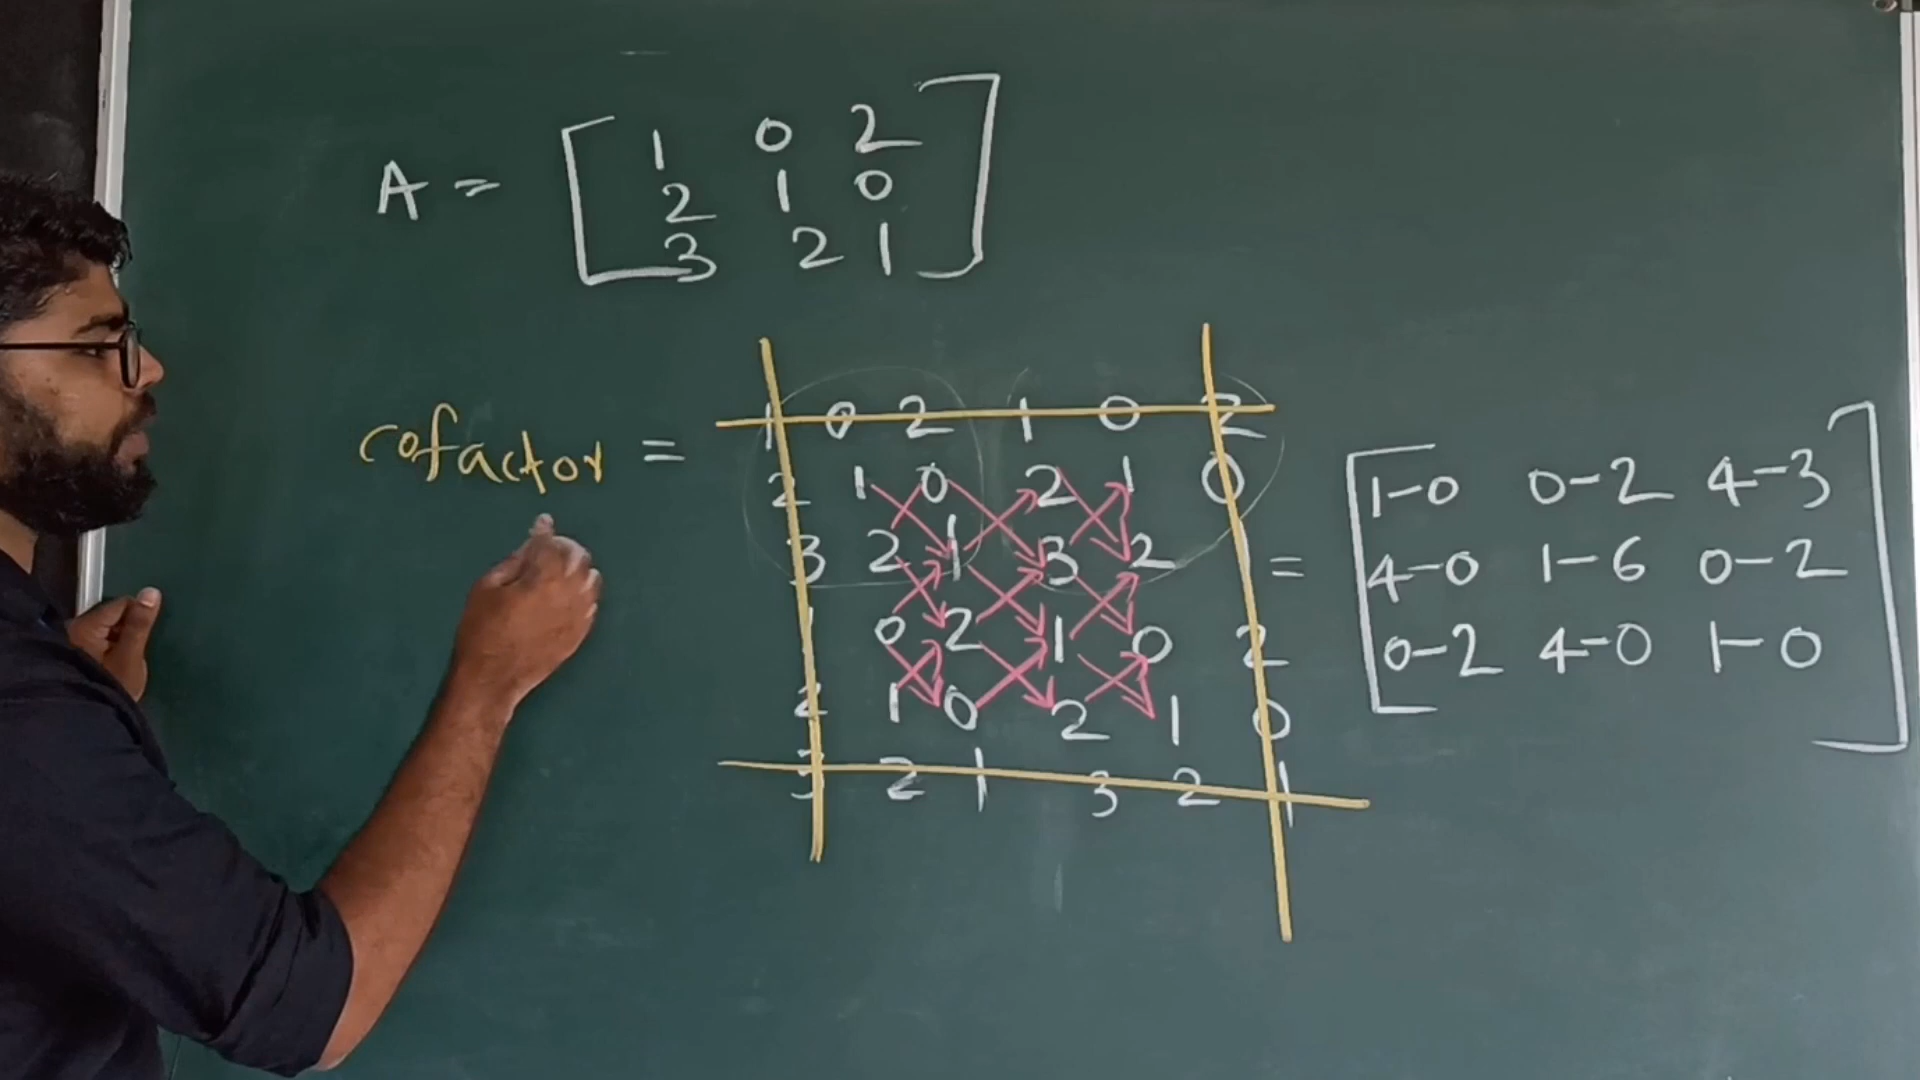 A = [ 1 0 2
2 1 0
3 2 1 ]
cofactor =
1 0 2 1 0 2
2 1 0 2 1 0
3 2 1 3 2 1
1 0 2 1 0 2
2 1 0 2 1 0
3 2 1 3 2 1
= [ 1-0 0-2 4-3
4-0 1-6 0-2
0-2 4-0 1-0 ]